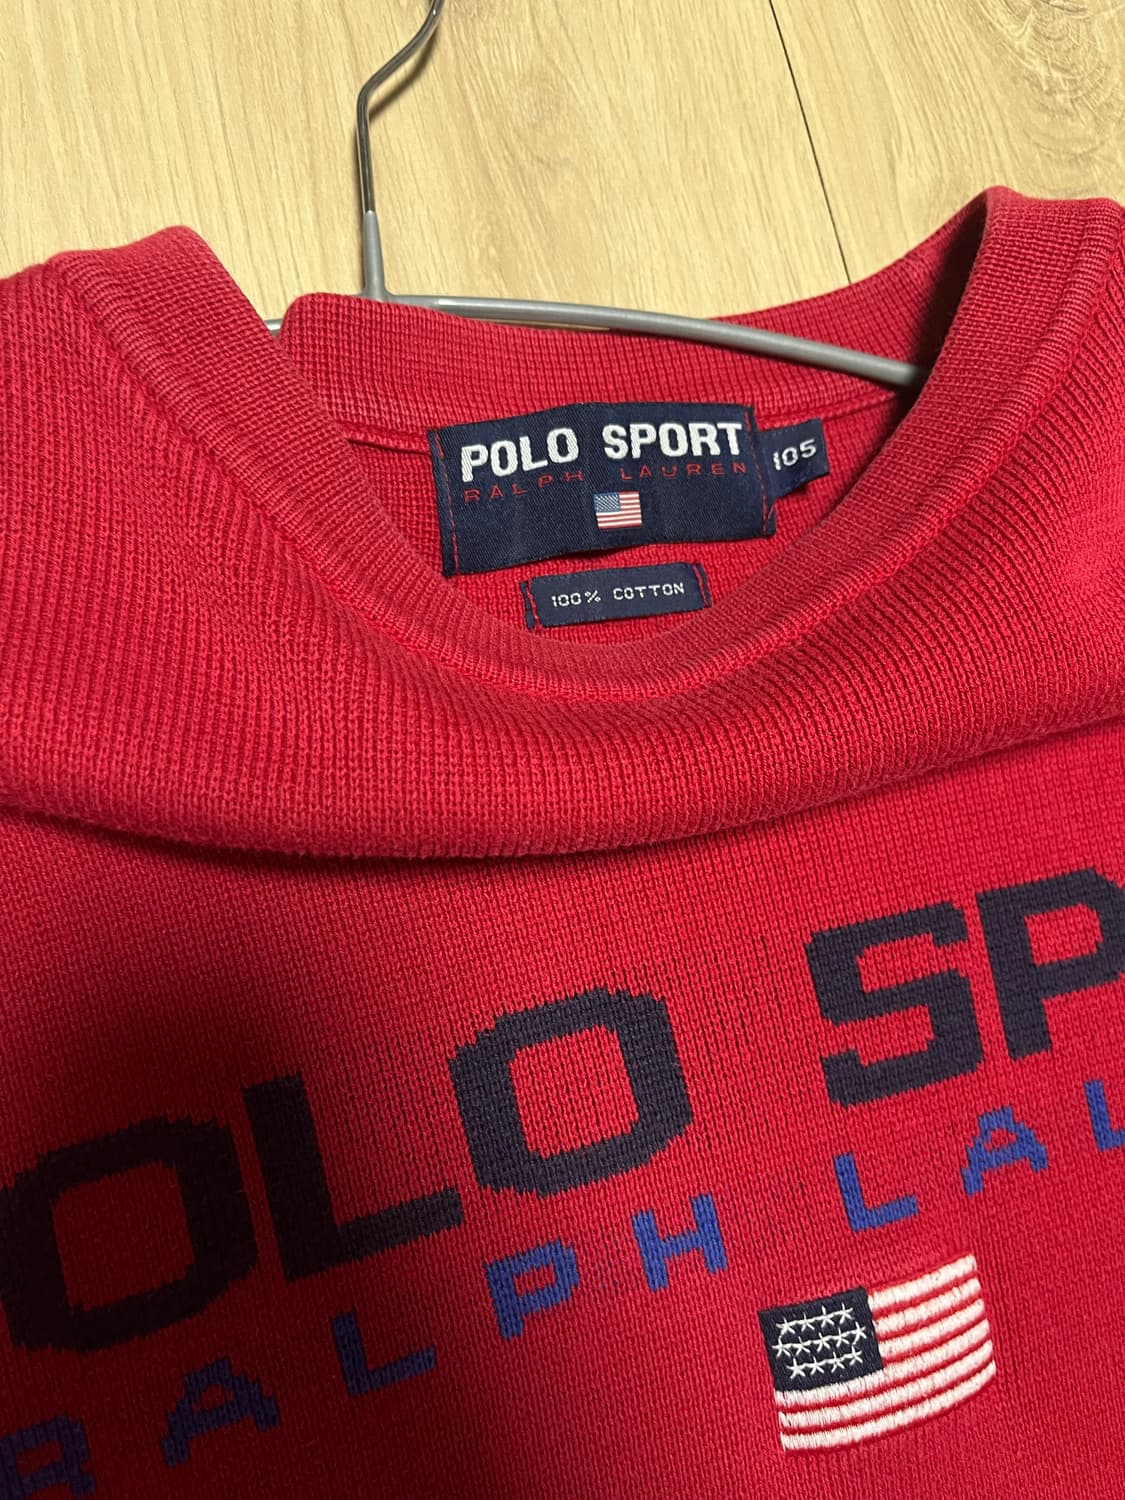 POLO SPORT
RALPH LAUREN
105
100% COTTON
OLO SP
RALPH LAU